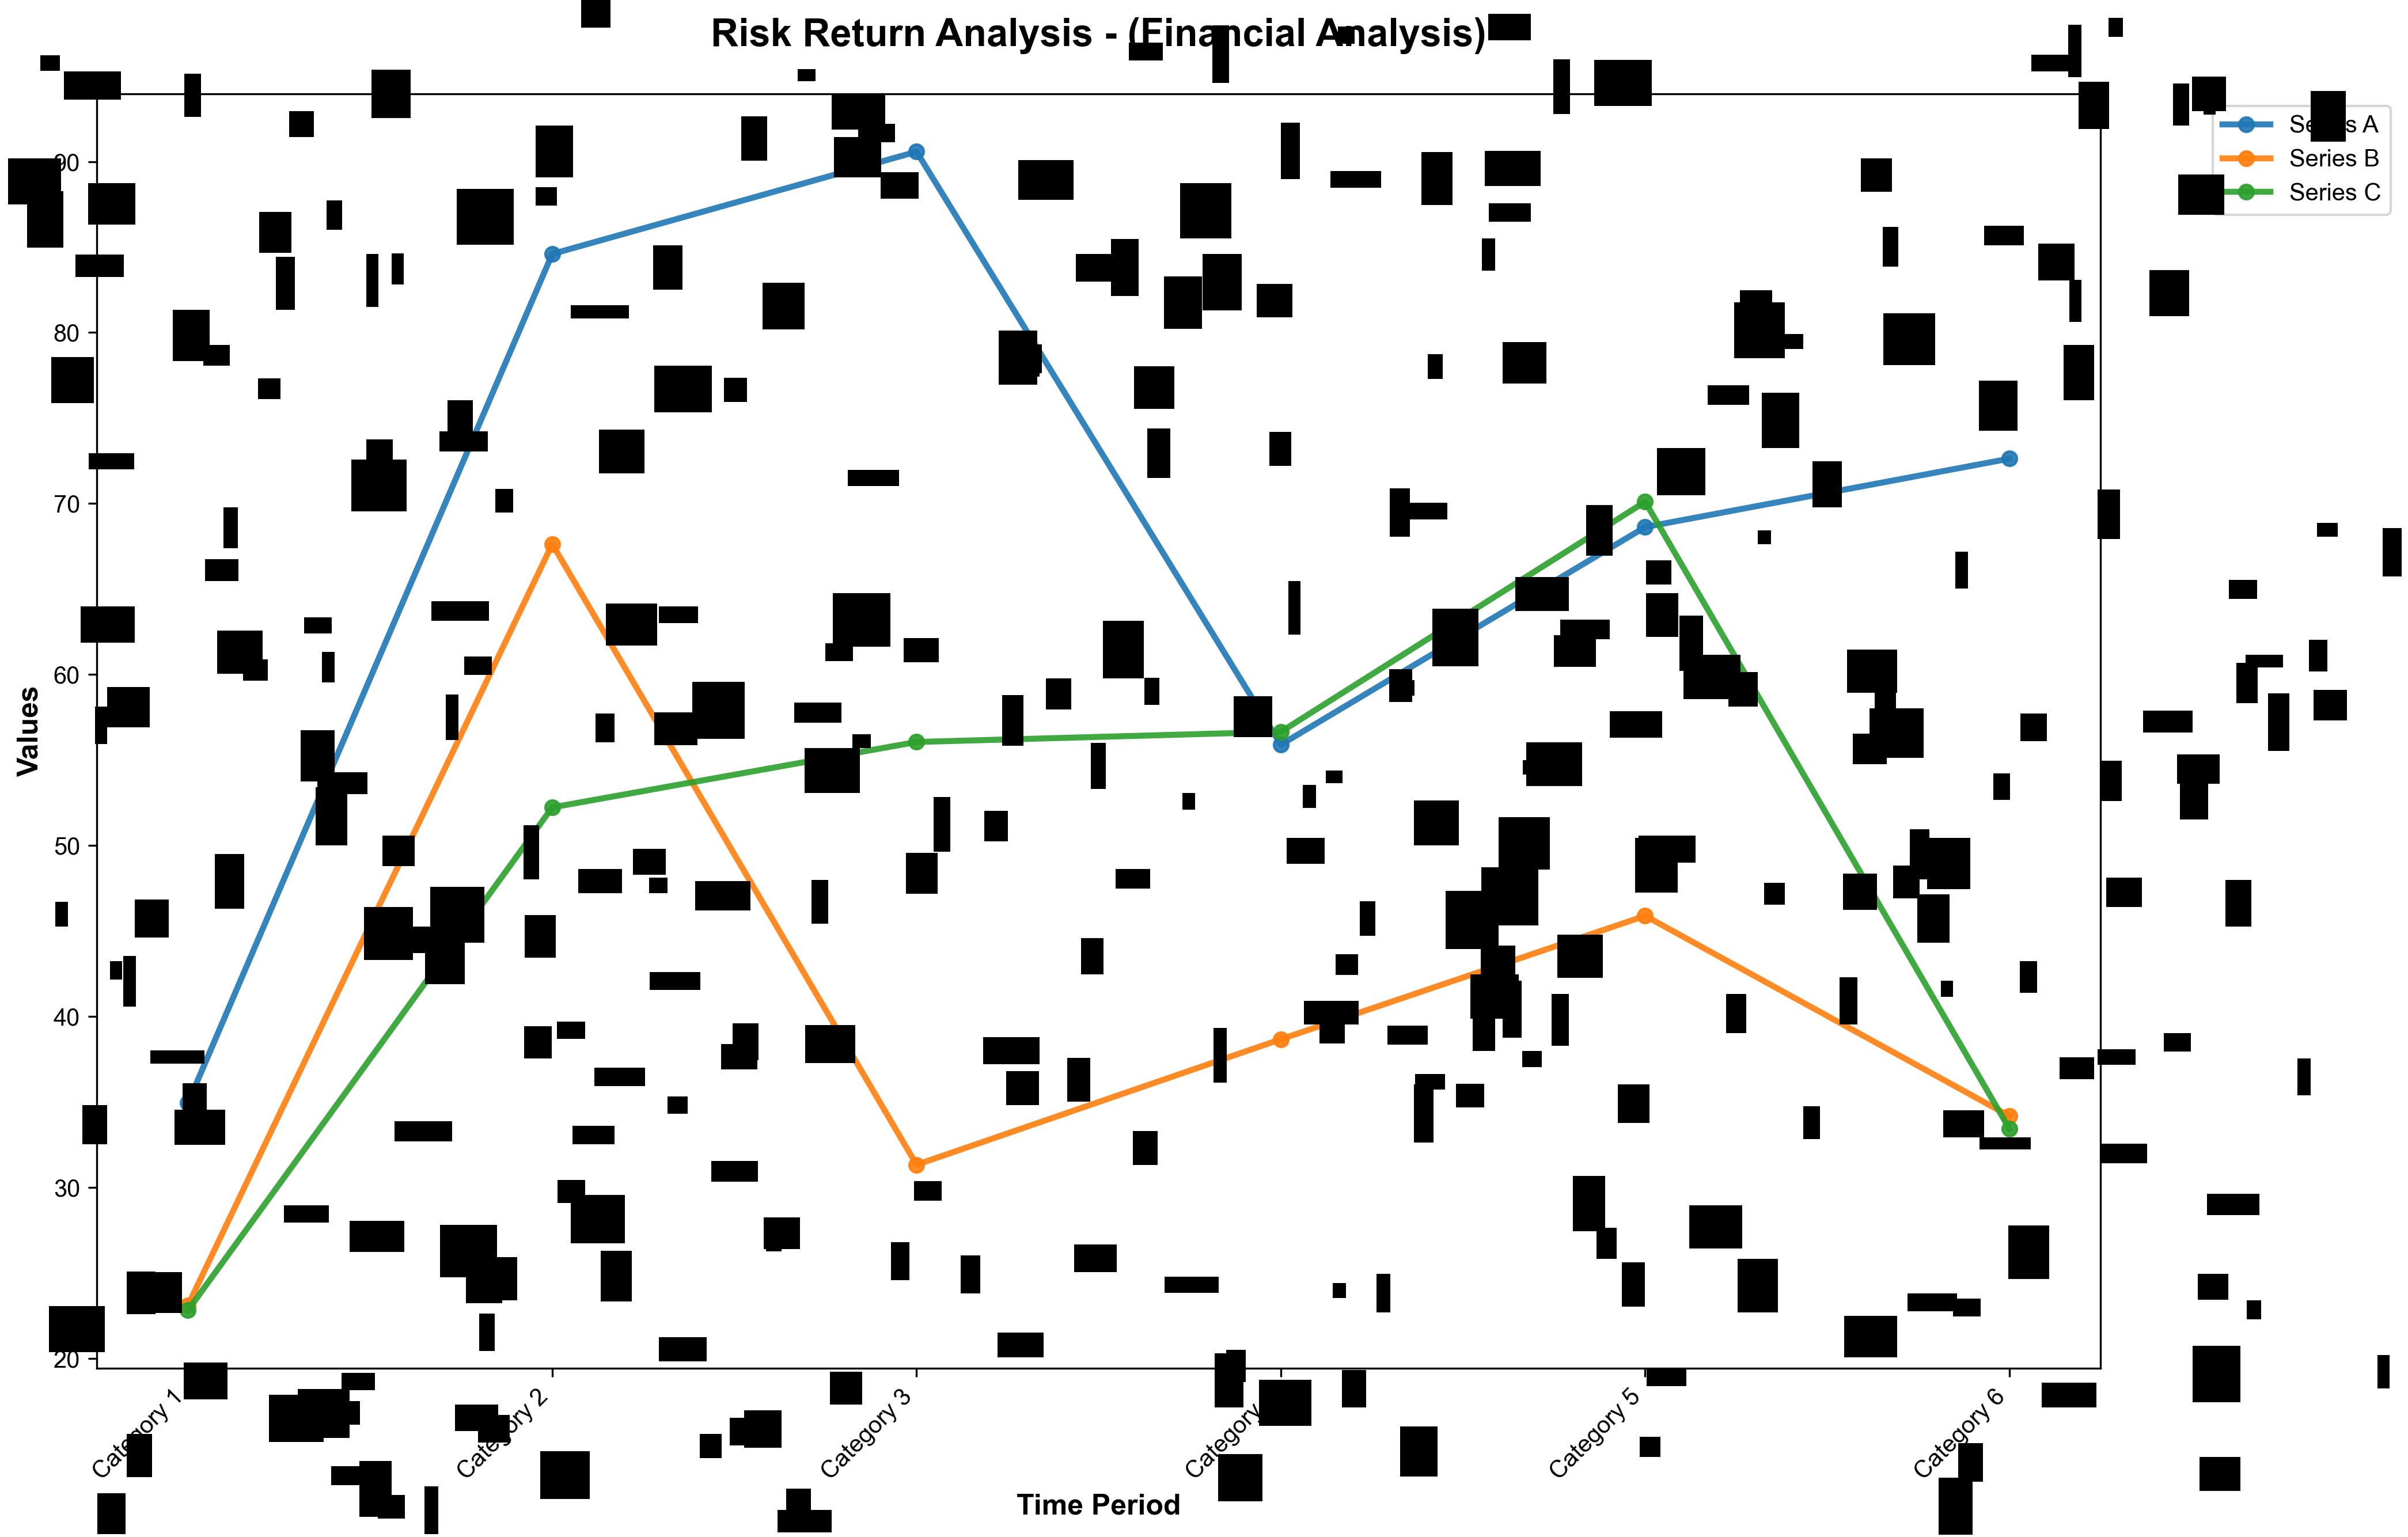 Risk Return Analysis - (Financial Analysis)
Series A
Series B
Series C
90
80
70
60
50
40
30
20
Values
Category 1
Category 2
Category 3
Category
Category 5
Category 6
Time Period